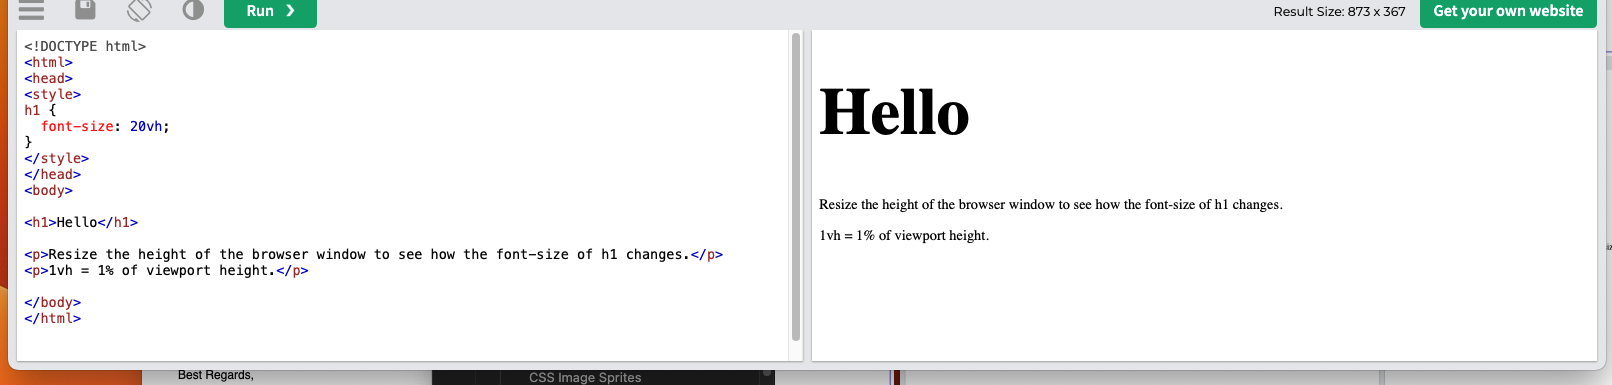 Run ❯
Result Size: 873 x 367
Get your own website
<!DOCTYPE html>
<html>
<head>
<style>
h1 {
  font-size: 20vh;
}
</style>
</head>
<body>
<h1>Hello</h1>
<p>Resize the height of the browser window to see how the font-size of h1 changes.</p>
<p>1vh = 1% of viewport height.</p>
</body>
</html>
Hello
Resize the height of the browser window to see how the font-size of h1 changes.
1vh = 1% of viewport height.
Best Regards,
CSS Image Sprites